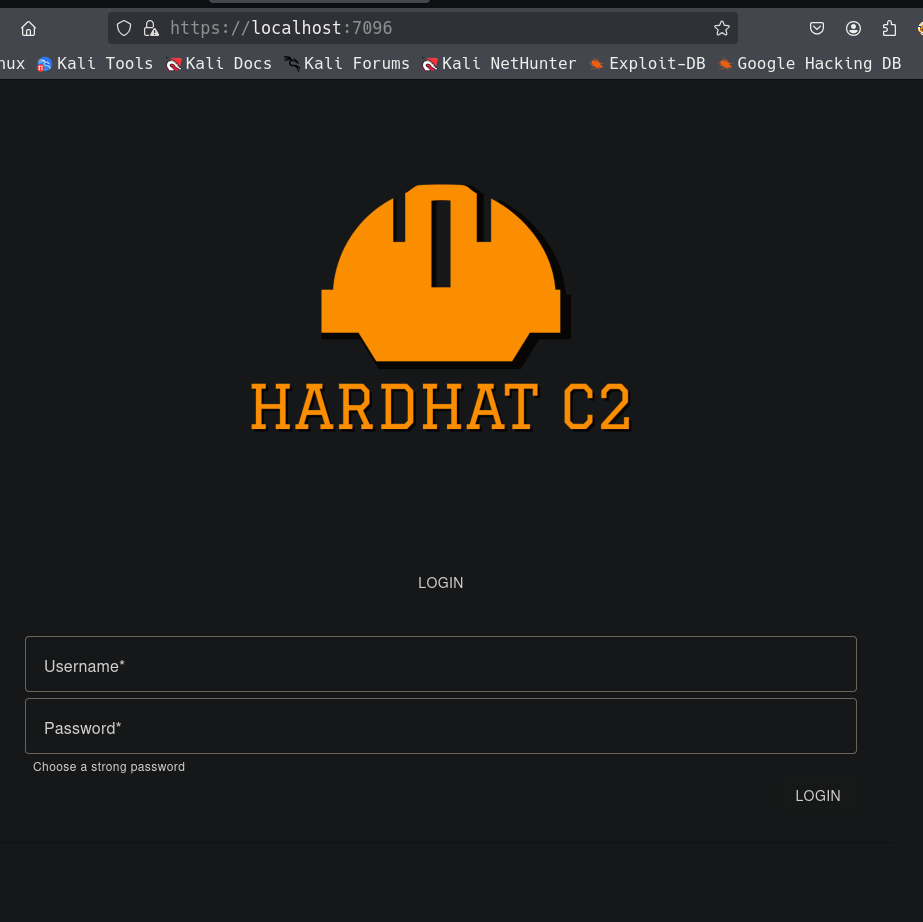 https://localhost:7096
nux Kali Tools Kali Docs Kali Forums Kali NetHunter Exploit-DB Google Hacking DB
HARDHAT C2
LOGIN
Username*
Password*
Choose a strong password
LOGIN